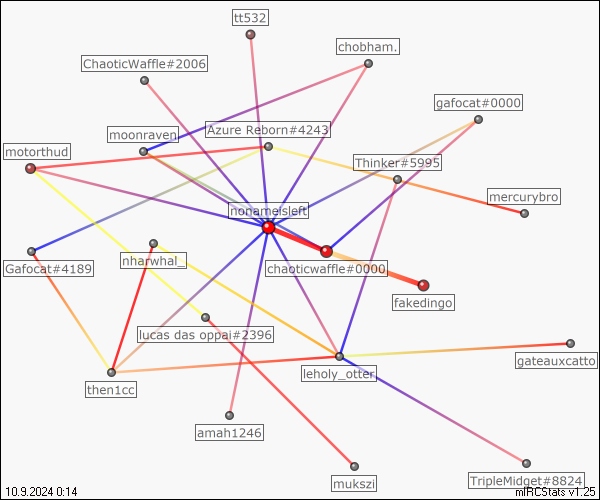 tt532
chobham.
ChaoticWaffle#2006
gafocat#0000
Azure Reborn#4243
moonraven
motorthud
Thinker#5995
mercurybro
nonameisleft
nharwhal_
Gafocat#4189
chaoticwaffle#0000
fakedingo
lucas das oppai#2396
gateauxcatto
leholy_otter
then1cc
amah1246
mukszi
TripleMidget#8824
10.9.2024 0:14
mIRCStats v1.25